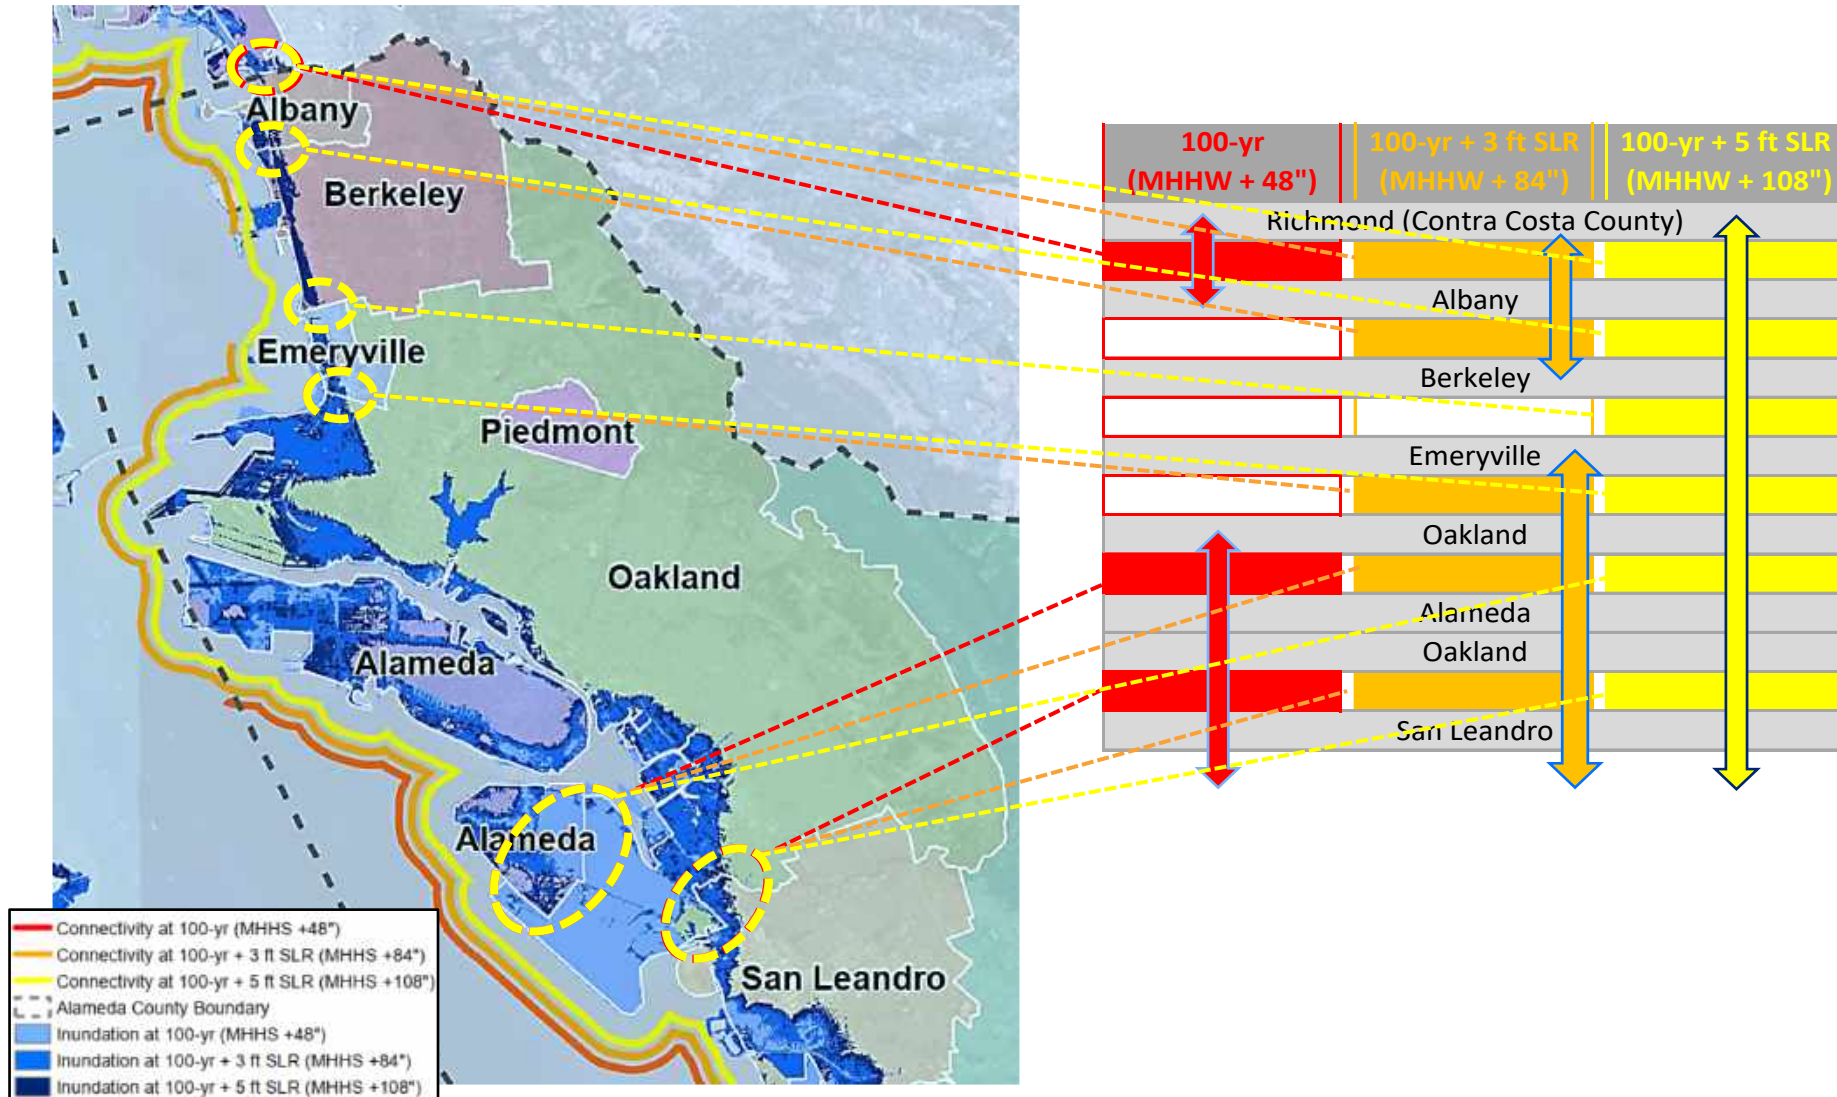 Albany
Berkeley
Emeryville
Piedmont
Oakland
Alameda
Alameda
San Leandro
Connectivity at 100-yr (MHHS +48")
Connectivity at 100-yr + 3 ft SLR (MHHS +84")
Connectivity at 100-yr + 5 ft SLR (MHHS +108")
Alameda County Boundary
Inundation at 100-yr (MHHS +48")
Inundation at 100-yr + 3 ft SLR (MHHS +84")
Inundation at 100-yr + 5 ft SLR (MHHS +108")
100-yr
(MHHW + 48")
100-yr + 3 ft SLR
(MHHW + 84")
100-yr + 5 ft SLR
(MHHW + 108")
Richmond (Contra Costa County)
Albany
Berkeley
Emeryville
Oakland
Alameda
Oakland
San Leandro